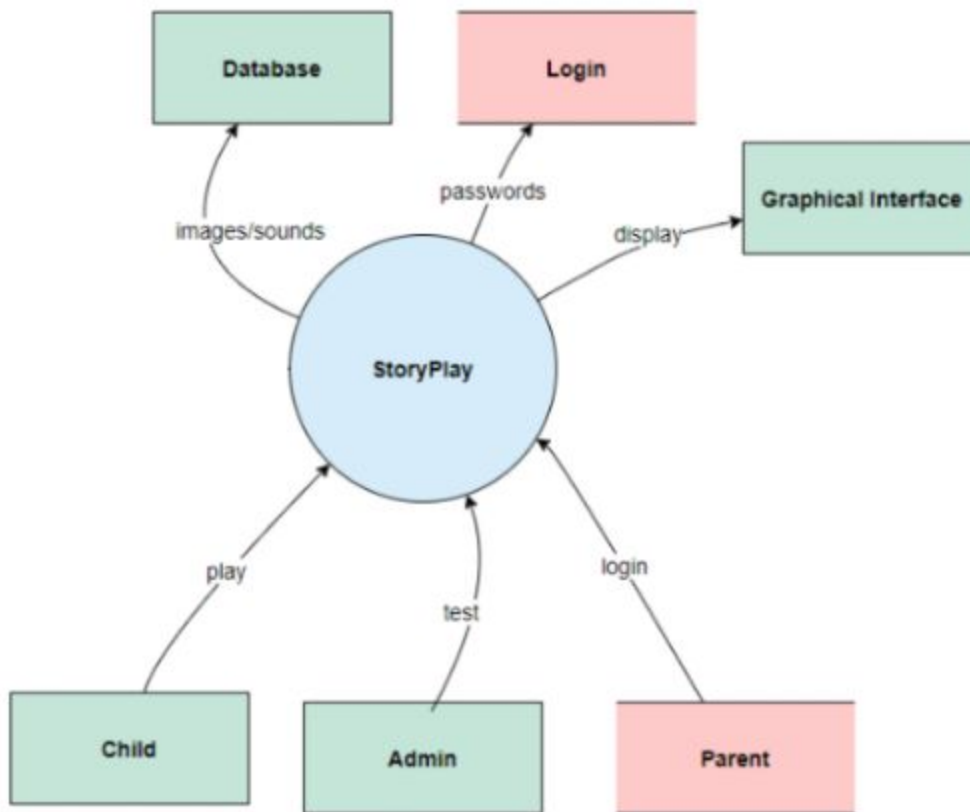 Database
Login
Graphical Interface
passwords
images/sounds
display
StoryPlay
play
login
test
Child
Admin
Parent